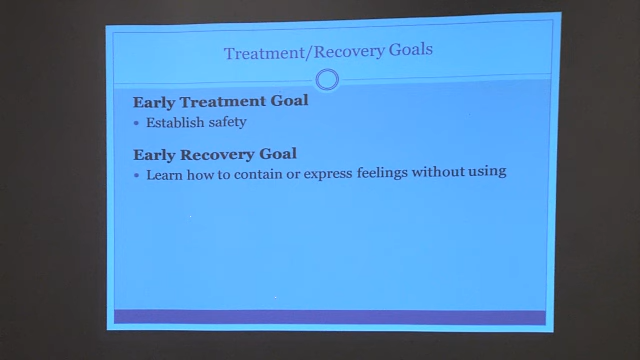 Treatment/Recovery Goals
Early Treatment Goal
• Establish safety
Early Recovery Goal
• Learn how to contain or express feelings without using